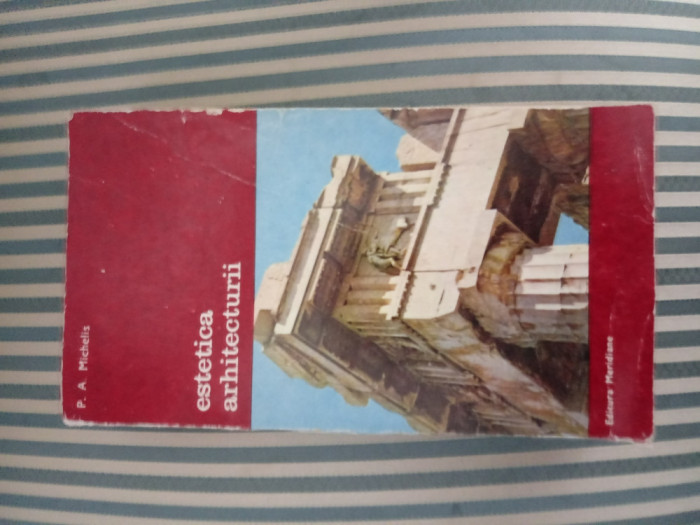 P. A. Michelis
estetica
arhitecturii
Editura Meridiane